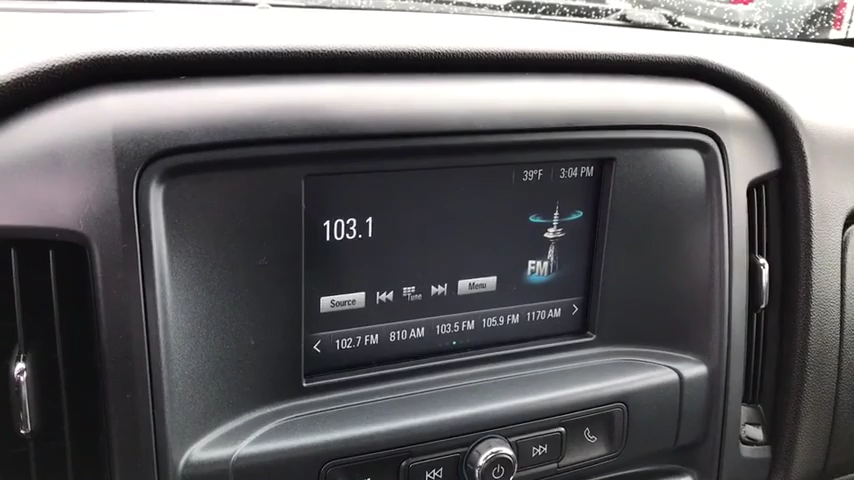 39°F 3:04 PM
103.1
FM
Source Tune Menu
102.7 FM 810 AM 103.5 FM 105.9 FM 1170 AM